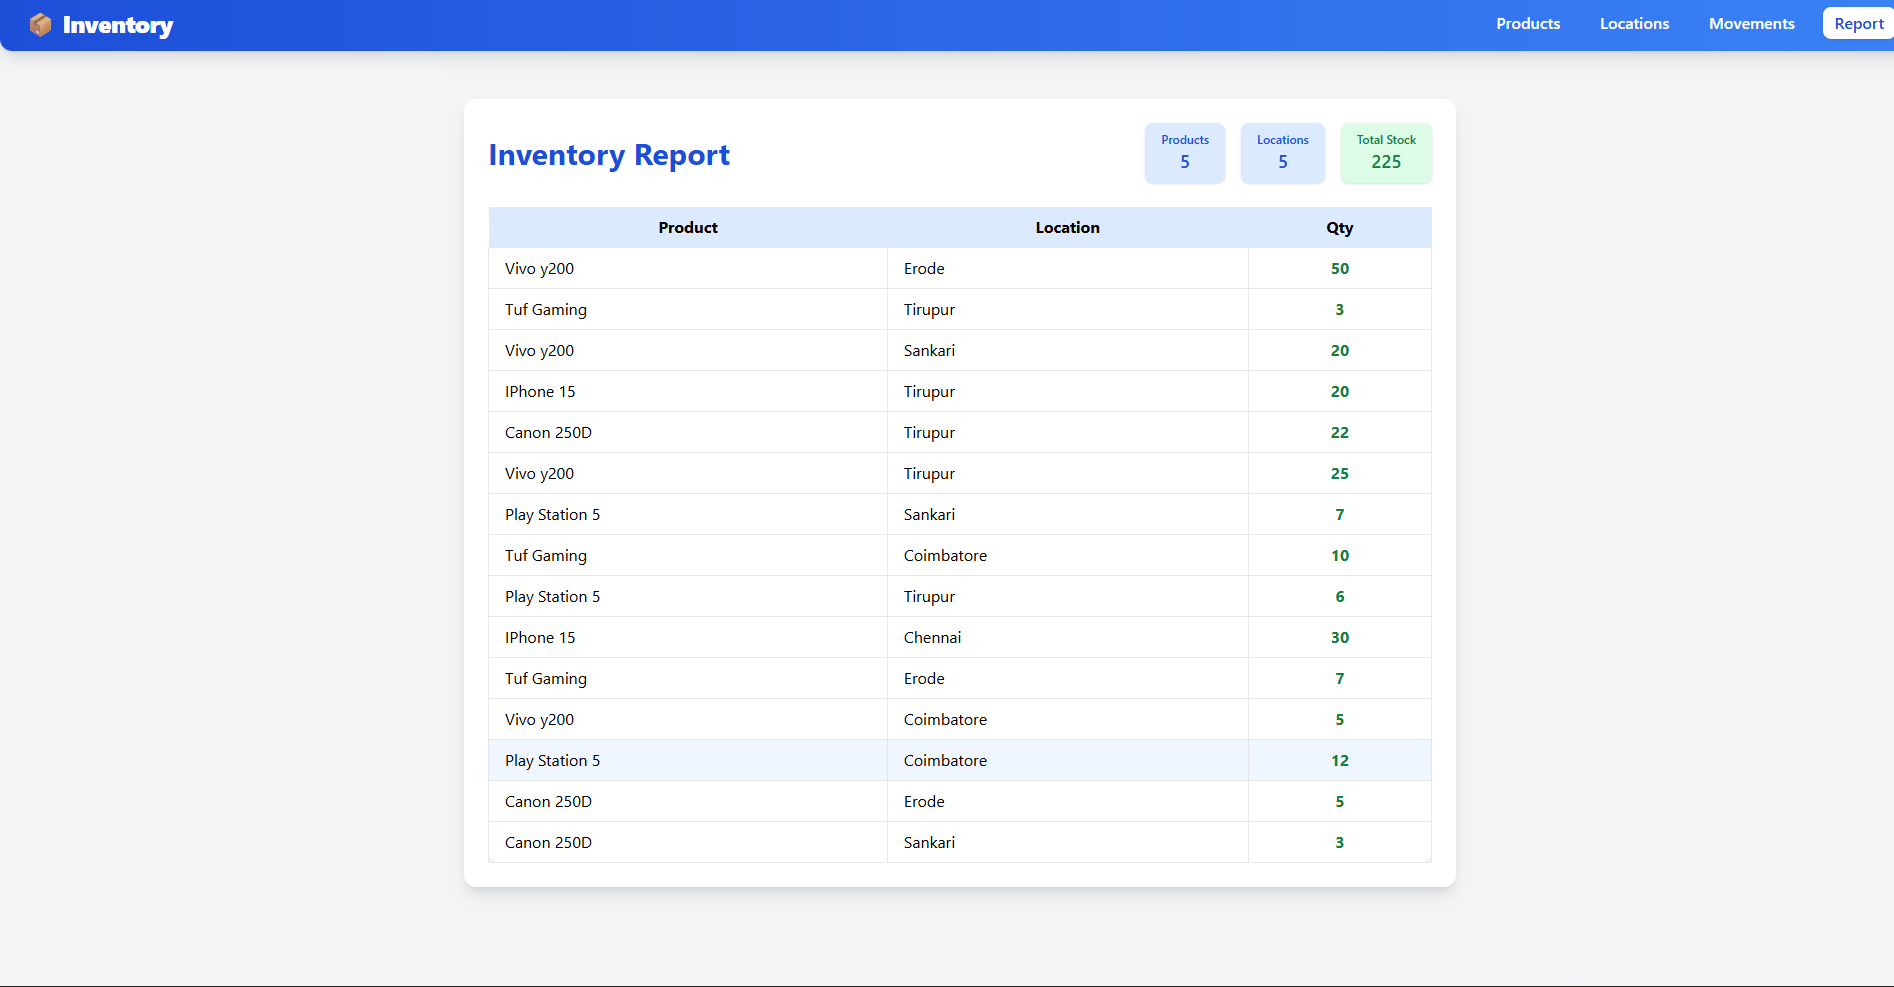 Inventory
Products Locations Movements Report
Inventory Report
Products Locations Total Stock
5 5 225
Product Location Qty
Vivo y200 Erode 50
Tuf Gaming Tirupur 3
Vivo y200 Sankari 20
IPhone 15 Tirupur 20
Canon 250D Tirupur 22
Vivo y200 Tirupur 25
Play Station 5 Sankari 7
Tuf Gaming Coimbatore 10
Play Station 5 Tirupur 6
IPhone 15 Chennai 30
Tuf Gaming Erode 7
Vivo y200 Coimbatore 5
Play Station 5 Coimbatore 12
Canon 250D Erode 5
Canon 250D Sankari 3